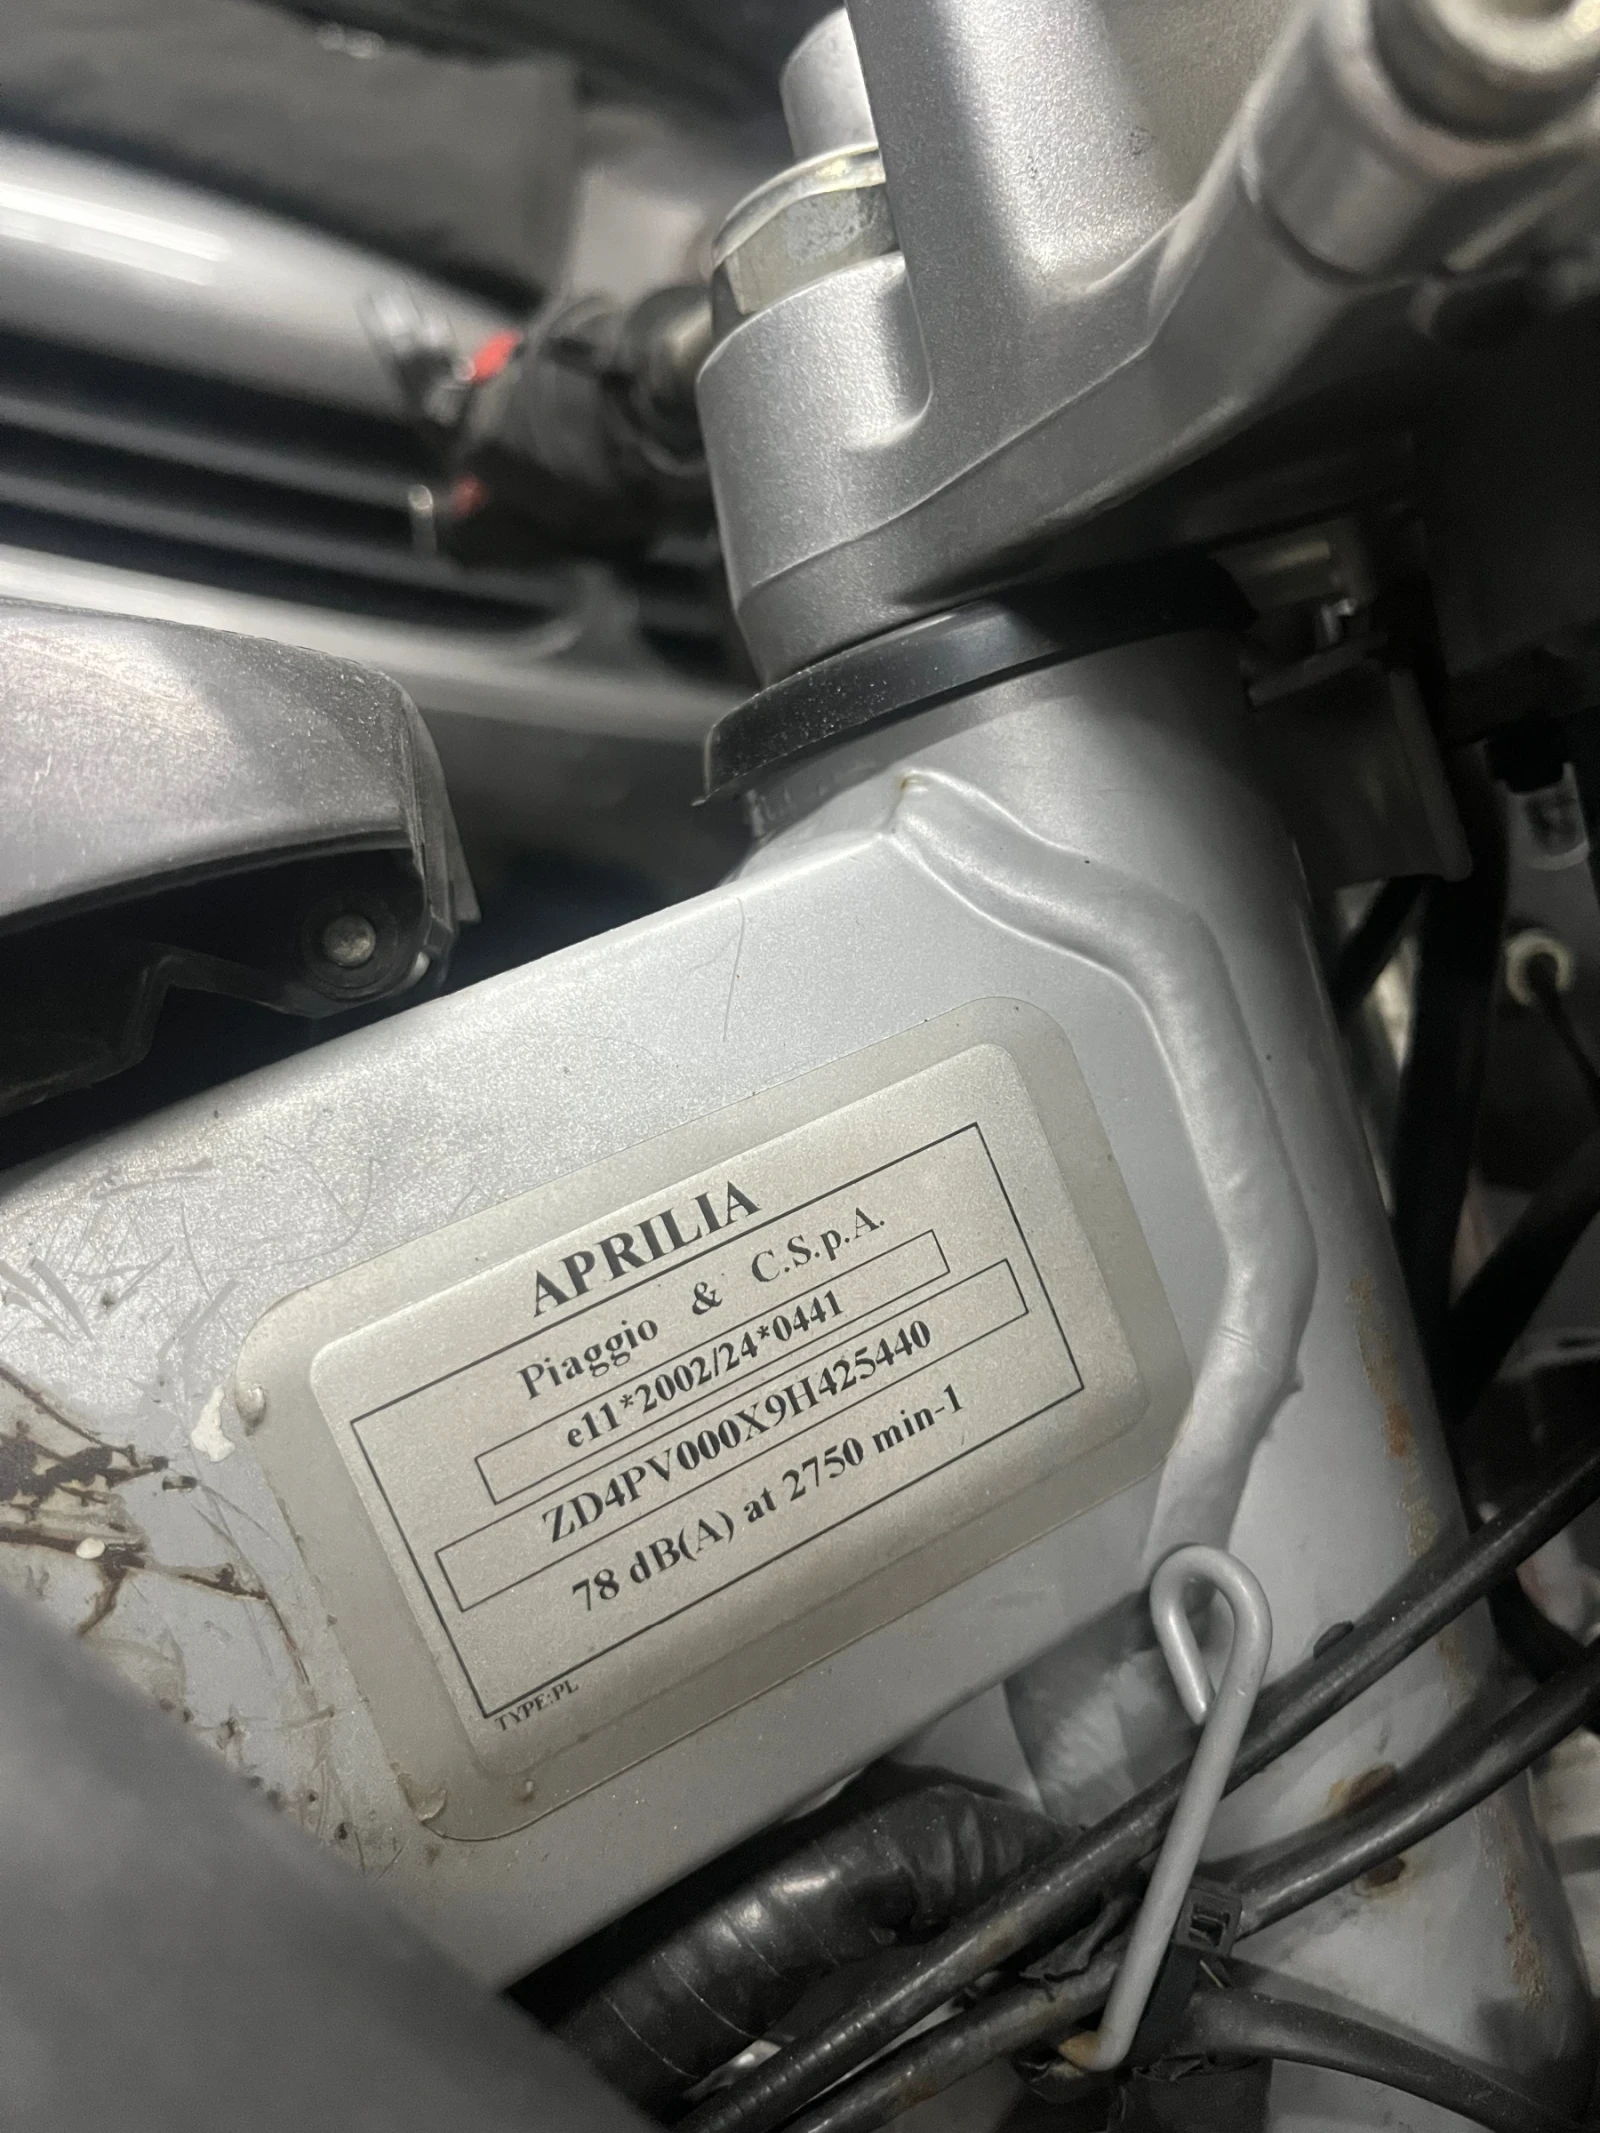 APRILIA
Piaggio & C.S.p.A.
e11*2002/24*0441
ZD4PV000X9H425440
78 dB(A) at 2750 min-1
TYPE:PL